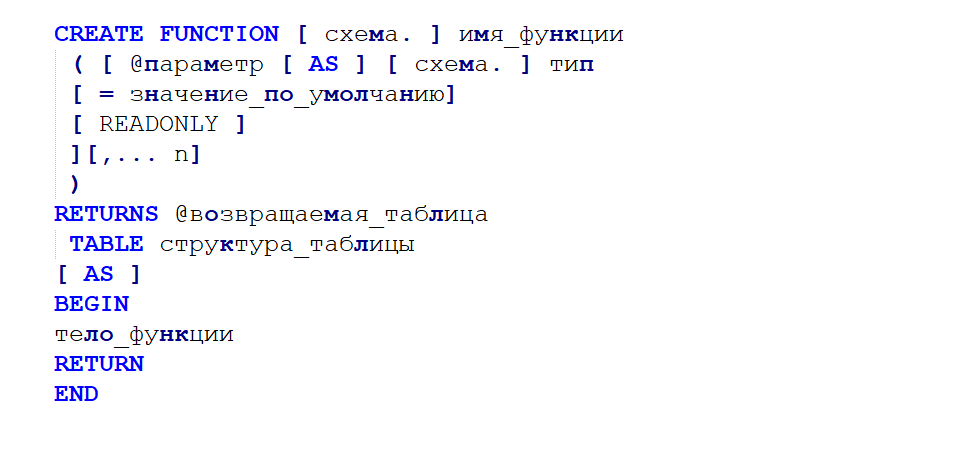 CREATE FUNCTION [ схема. ] имя_функции
( [ @параметр [ AS ] [ схема. ] тип
[ = значение_по_умолчанию]
[ READONLY ]
][,... n]
)
RETURNS @возвращаемая_таблица
TABLE структура_таблицы
[ AS ]
BEGIN
тело_функции
RETURN
END